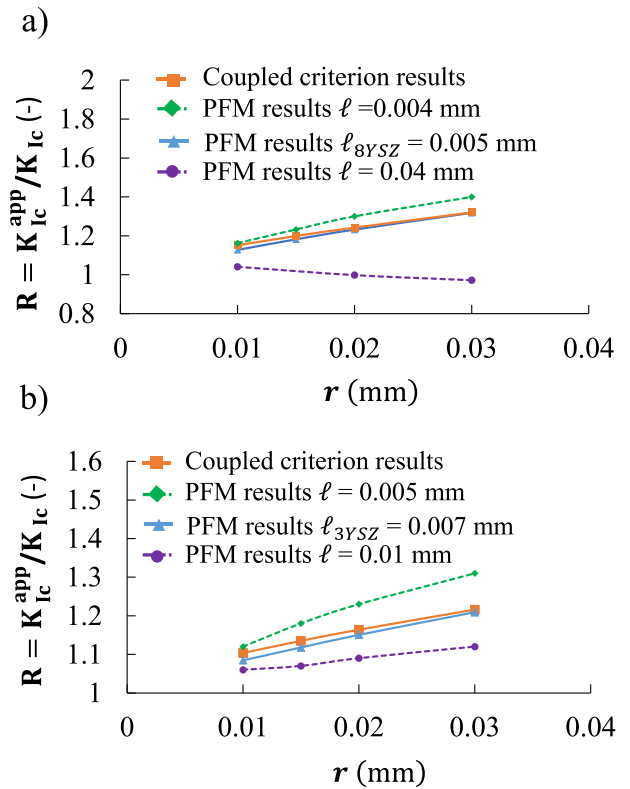 a)
Coupled criterion results
PFM results ℓ =0.004 mm
PFM results ℓ8YSZ = 0.005 mm
PFM results ℓ = 0.04 mm
R = K_Ic^app/K_Ic (-)
2
1.8
1.6
1.4
1.2
1
0.8
0 0.01 0.02 0.03 0.04
r (mm)
b)
Coupled criterion results
PFM results ℓ = 0.005 mm
PFM results ℓ3YSZ = 0.007 mm
PFM results ℓ = 0.01 mm
R = K_Ic^app/K_Ic (-)
1.6
1.5
1.4
1.3
1.2
1.1
1
0 0.01 0.02 0.03 0.04
r (mm)